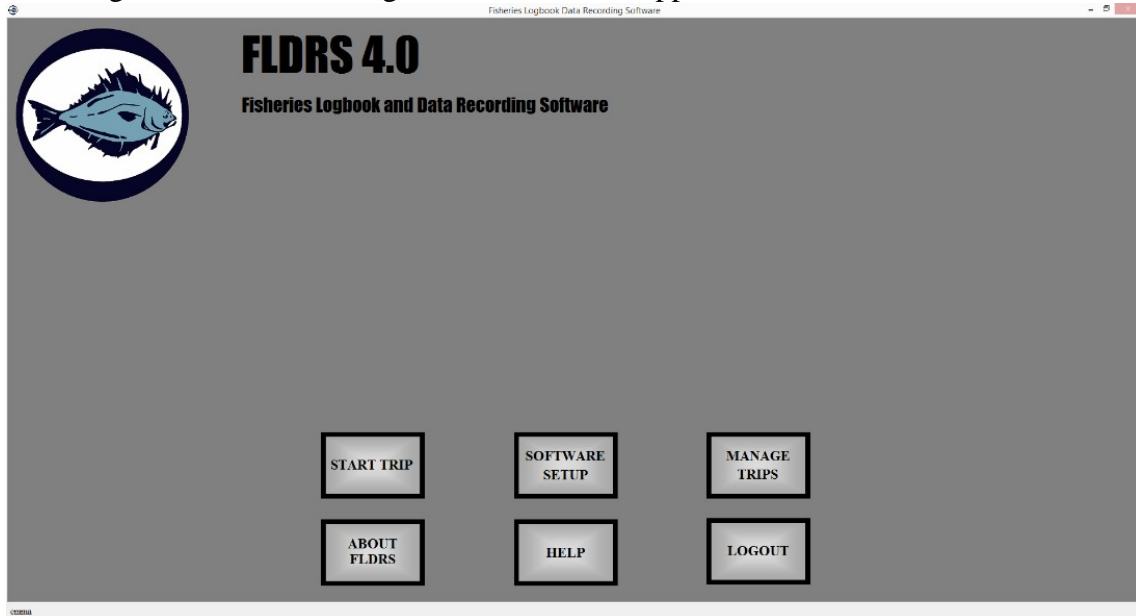 Fisheries Logbook Data Recording Software
FLDRS 4.0
Fisheries Logbook and Data Recording Software
START TRIP
SOFTWARE
SETUP
MANAGE
TRIPS
ABOUT
FLDRS
HELP
LOGOUT